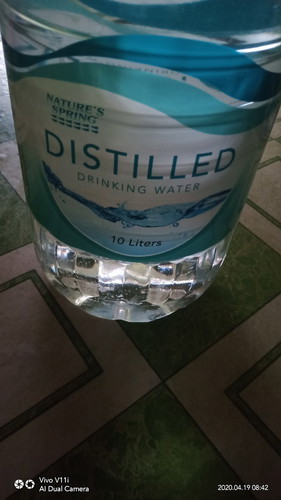 NATURE'S
SPRING
DISTILLED
DRINKING WATER
10 Liters
Vivo V11i
AI Dual Camera
2020.04.19 08:42